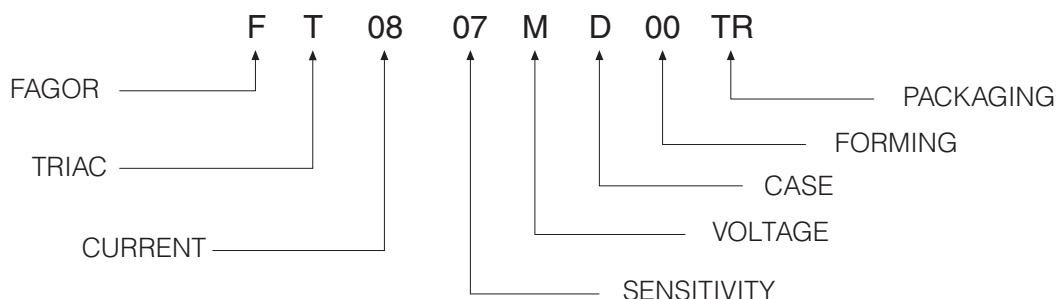 F T 08 07 M D 00 TR
FAGOR
PACKAGING
FORMING
TRIAC
CASE
VOLTAGE
CURRENT
SENSITIVITY